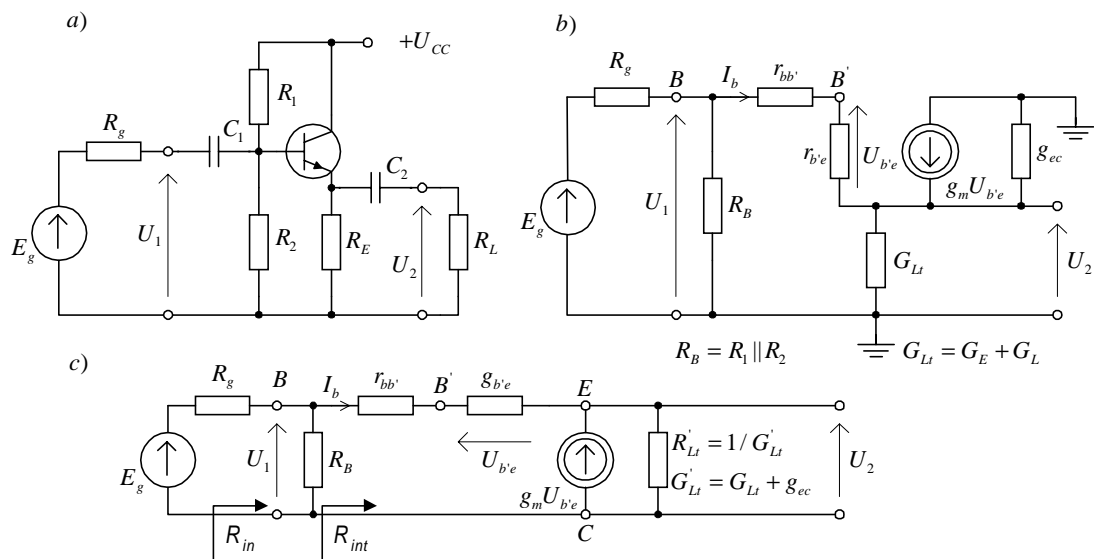 a)
+U_CC
R_1
R_g
C_1
C_2
E_g
U_1
R_2
R_E
U_2
R_L
b)
R_g
B
I_b
r_bb'
B'
r_b'e
U_b'e
g_m U_b'e
g_ec
E_g
U_1
R_B
G_Lt
U_2
R_B = R_1 || R_2
G_Lt = G_E + G_L
c)
R_g
B
I_b
r_bb'
B'
g_b'e
E
E_g
U_1
R_B
U_b'e
g_m U_b'e
R'_Lt = 1 / G'_Lt
G'_Lt = G_Lt + g_ec
U_2
C
R_in
R_int